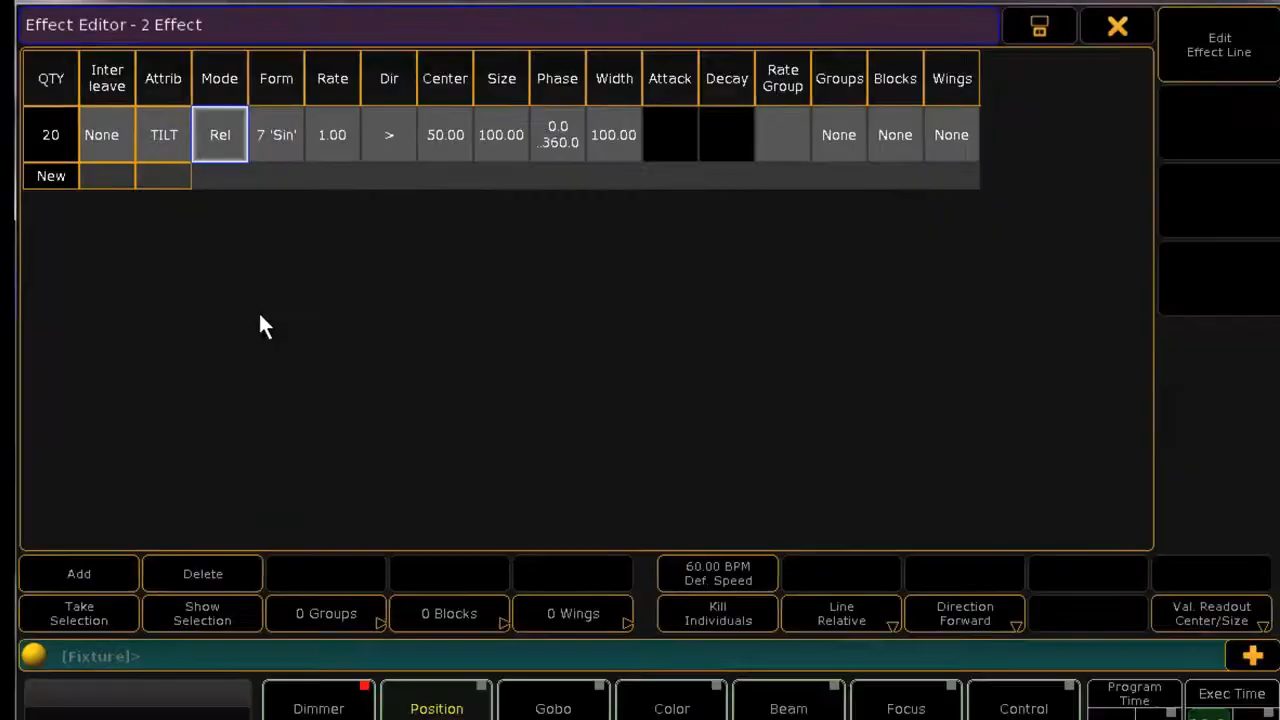 Effect Editor - 2 Effect
Edit
Effect Line
QTY
Inter
leave
Attrib
Mode
Form
Rate
Dir
Center
Size
Phase
Width
Attack
Decay
Rate
Group
Groups
Blocks
Wings
20
None
TILT
Rel
7 'Sin'
1.00
>
50.00
100.00
0.0
..360.0
100.00
None
None
None
New
Add
Delete
60.00 BPM
Def. Speed
Take
Selection
Show
Selection
0 Groups
0 Blocks
0 Wings
Kill
Individuals
Line
Relative
Direction
Forward
Val. Readout
Center/Size
[Fixture]>
Dimmer
Position
Gobo
Color
Beam
Focus
Control
Program
Time
Exec Time